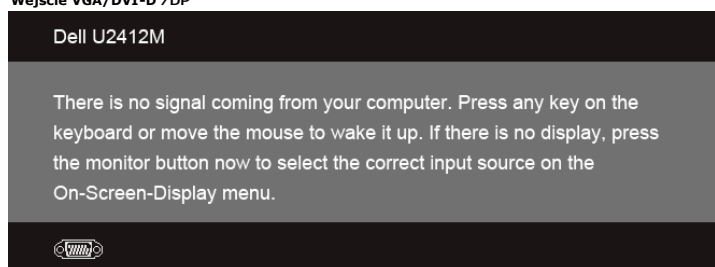 Wejście VGA/DVI-D /DP
Dell U2412M
There is no signal coming from your computer. Press any key on the
keyboard or move the mouse to wake it up. If there is no display, press
the monitor button now to select the correct input source on the
On-Screen-Display menu.